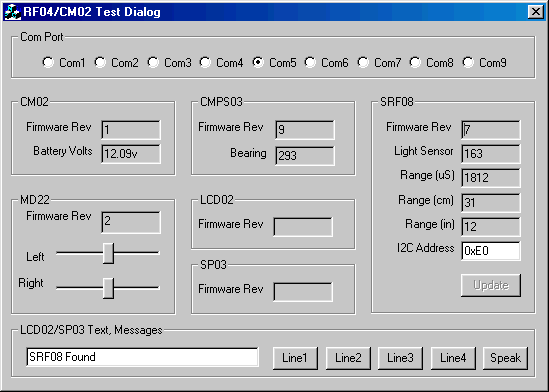 RF04/CM02 Test Dialog
Com Port
Com1 Com2 Com3 Com4 Com5 Com6 Com7 Com8 Com9
CM02
Firmware Rev 1
Battery Volts 12.09v
CMPS03
Firmware Rev 9
Bearing 293
SRF08
Firmware Rev 7
Light Sensor 163
Range (uS) 1812
Range (cm) 31
Range (in) 12
I2C Address 0xE0
Update
MD22
Firmware Rev 2
Left
Right
LCD02
Firmware Rev
SP03
Firmware Rev
LCD02/SP03 Text, Messages
SRF08 Found
Line1 Line2 Line3 Line4 Speak